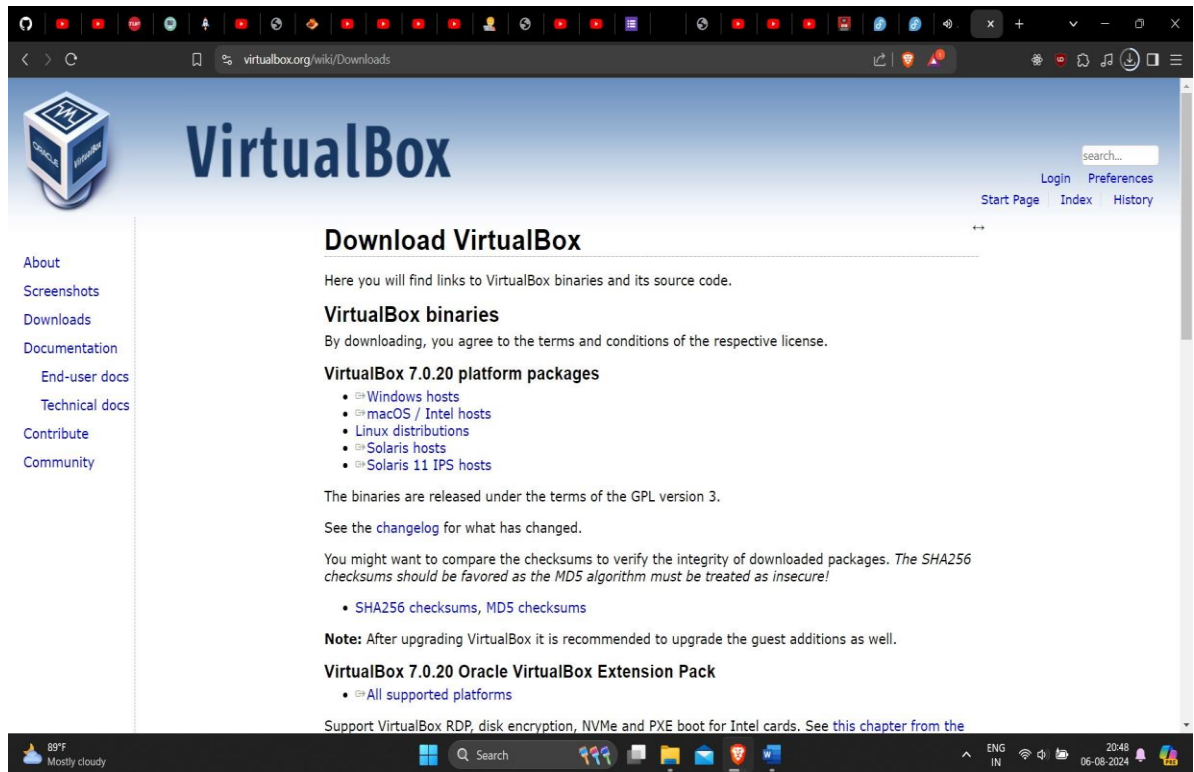 virtualbox.org/wiki/Downloads
ORACLE
VirtualBox
VirtualBox
search...
Login Preferences
Start Page Index History
About
Screenshots
Downloads
Documentation
End-user docs
Technical docs
Contribute
Community
Download VirtualBox
Here you will find links to VirtualBox binaries and its source code.
VirtualBox binaries
By downloading, you agree to the terms and conditions of the respective license.
VirtualBox 7.0.20 platform packages
• Windows hosts
• macOS / Intel hosts
• Linux distributions
• Solaris hosts
• Solaris 11 IPS hosts
The binaries are released under the terms of the GPL version 3.
See the changelog for what has changed.
You might want to compare the checksums to verify the integrity of downloaded packages. The SHA256
checksums should be favored as the MD5 algorithm must be treated as insecure!
• SHA256 checksums, MD5 checksums
Note: After upgrading VirtualBox it is recommended to upgrade the guest additions as well.
VirtualBox 7.0.20 Oracle VirtualBox Extension Pack
• All supported platforms
Support VirtualBox RDP, disk encryption, NVMe and PXE boot for Intel cards. See this chapter from the
89°F
Mostly cloudy
Search
ENG
IN
20:48
06-08-2024